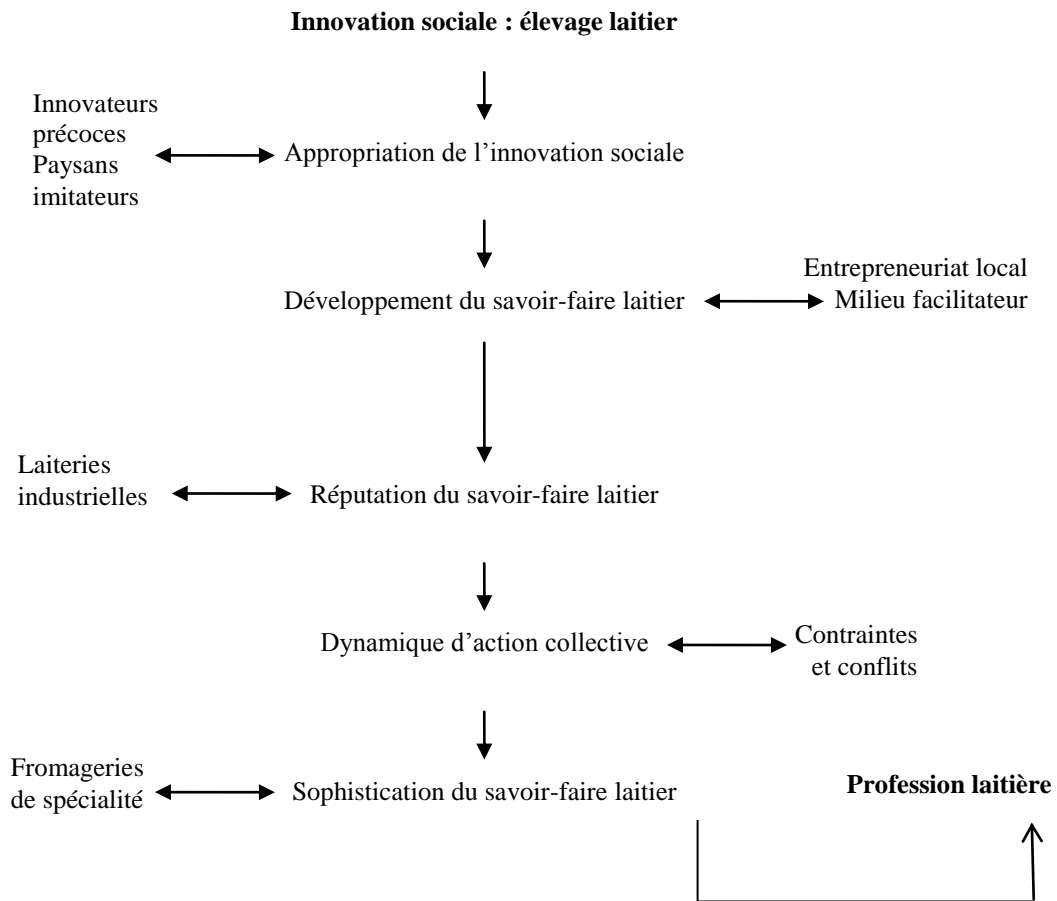 Innovation sociale : élevage laitier
Innovateurs
précoces
Paysans
imitateurs
Appropriation de l’innovation sociale
Entrepreneuriat local
Milieu facilitateur
Développement du savoir-faire laitier
Laiteries
industrielles
Réputation du savoir-faire laitier
Dynamique d’action collective
Contraintes
et conflits
Fromageries
de spécialité
Sophistication du savoir-faire laitier
Profession laitière